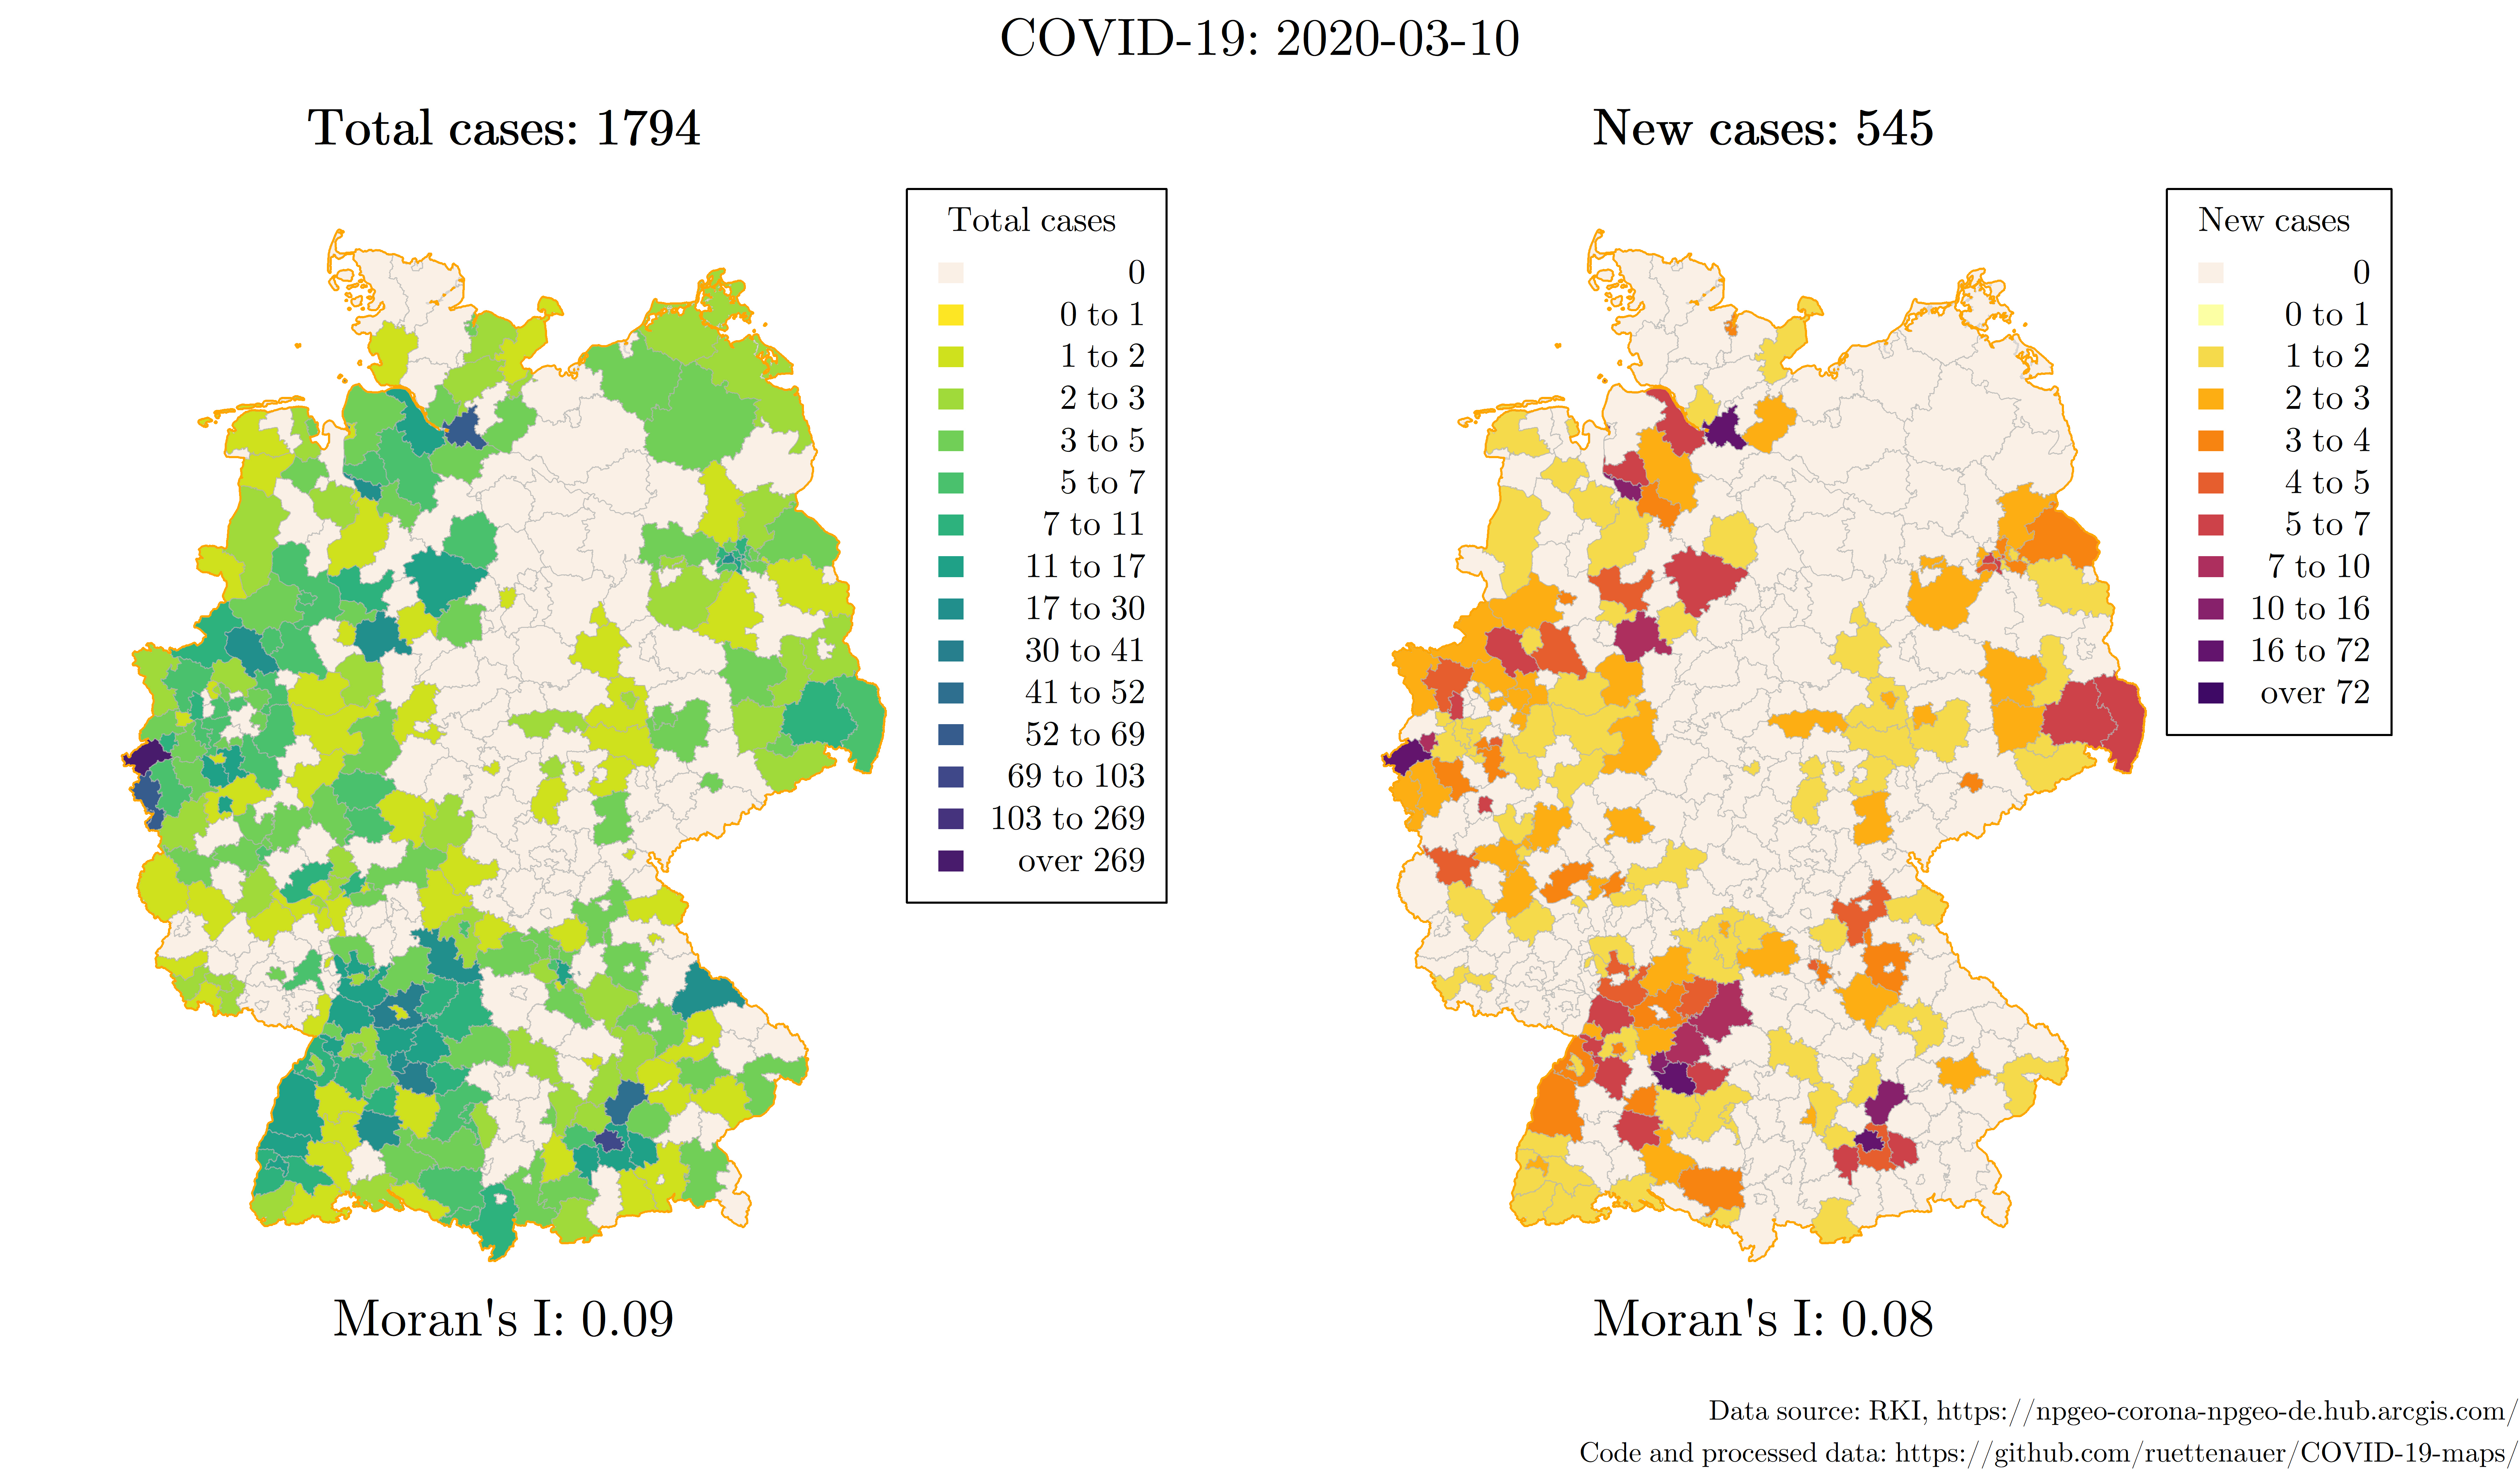 COVID-19: 2020-03-10
Total cases: 1794
Total cases
0
0 to 1
1 to 2
2 to 3
3 to 5
5 to 7
7 to 11
11 to 17
17 to 30
30 to 41
41 to 52
52 to 69
69 to 103
103 to 269
over 269
Moran's I: 0.09
New cases: 545
New cases
0
0 to 1
1 to 2
2 to 3
3 to 4
4 to 5
5 to 7
7 to 10
10 to 16
16 to 72
over 72
Moran's I: 0.08
Data source: RKI, https://npgeo-corona-npgeo-de.hub.arcgis.com/
Code and processed data: https://github.com/ruettenauer/COVID-19-maps/